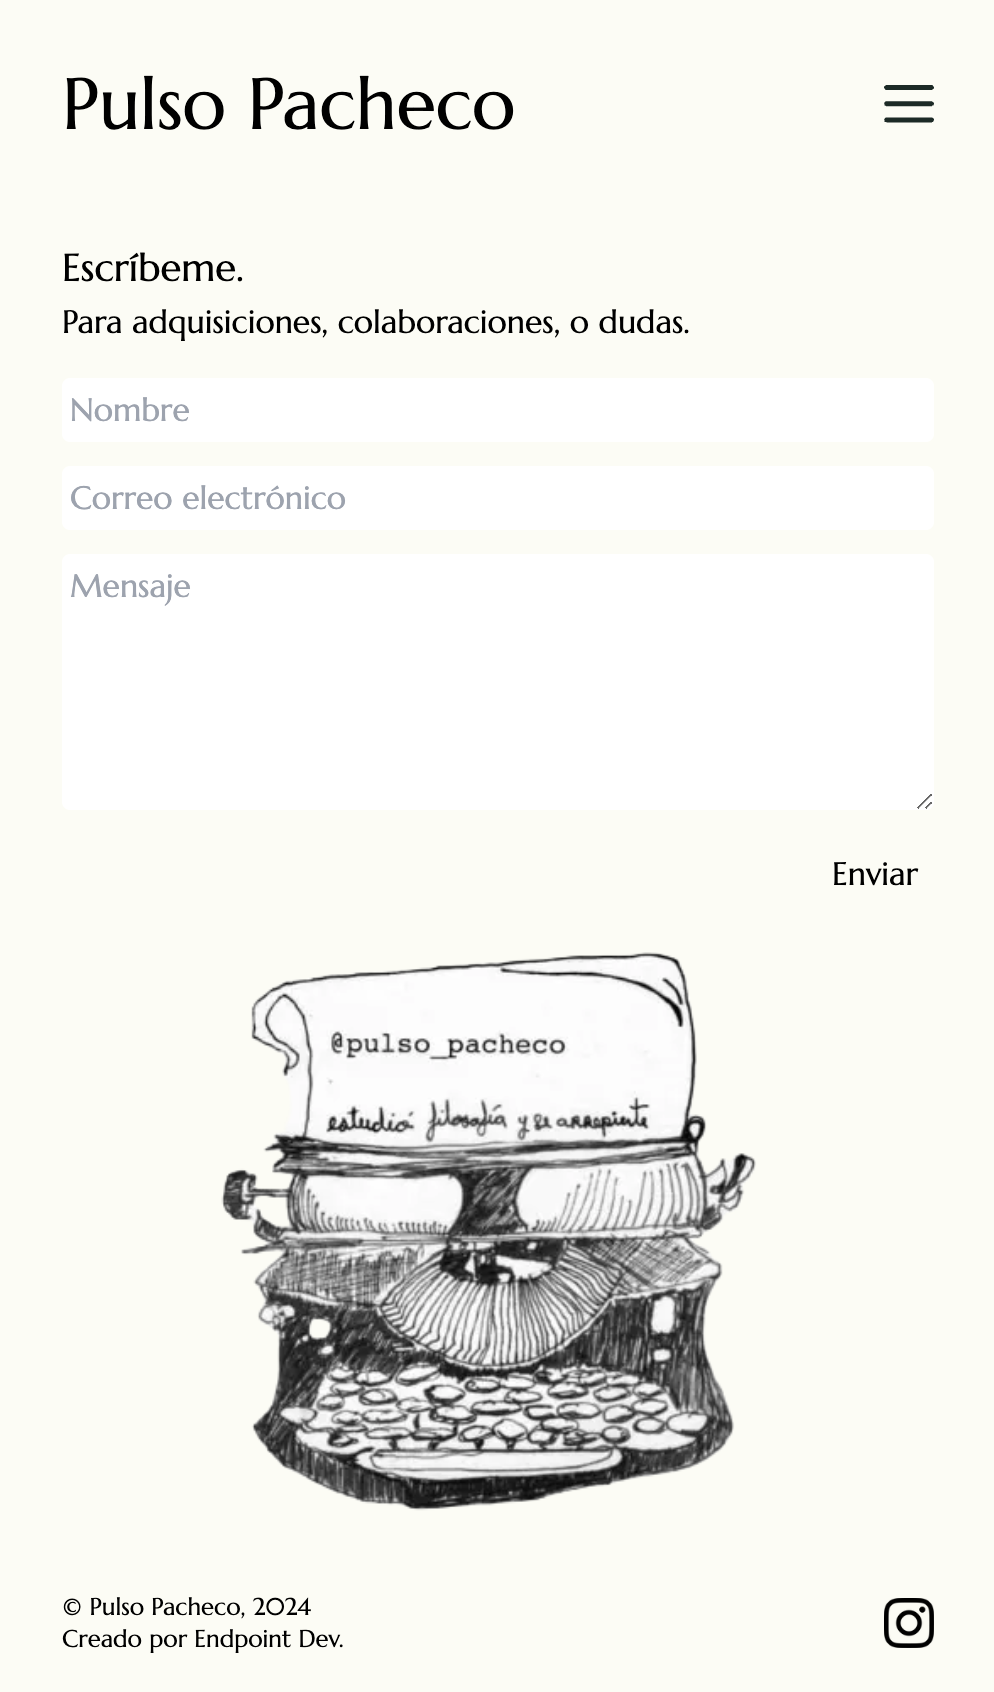 Pulso Pacheco
Escríbeme.
Para adquisiciones, colaboraciones, o dudas.
Nombre
Correo electrónico
Mensaje
Enviar
@pulso_pacheco
estudió filosofía y se arrepiente
© Pulso Pacheco, 2024
Creado por Endpoint Dev.